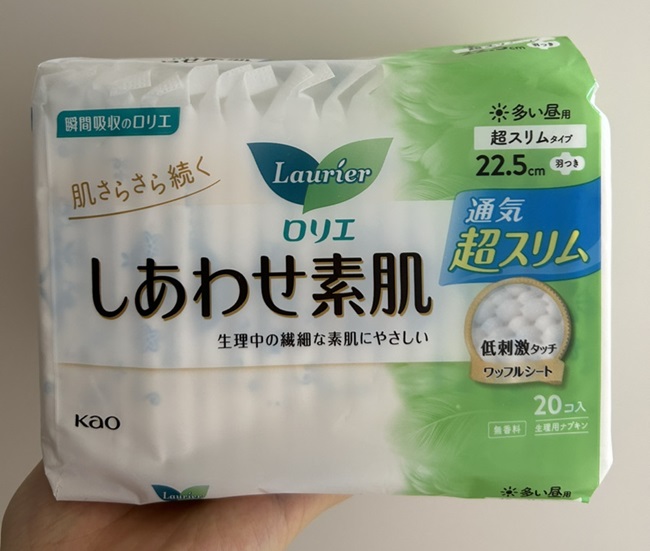 瞬間吸収のロリエ
肌さらさら続く
Laurier
ロリエ
しあわせ素肌
生理中の繊細な素肌にやさしい
多い昼用
超スリムタイプ
22.5cm 羽つき
通気
超スリム
低刺激タッチ
ワッフルシート
20コ入
無香料 生理用ナプキン
Kao
Laurier
多い昼用